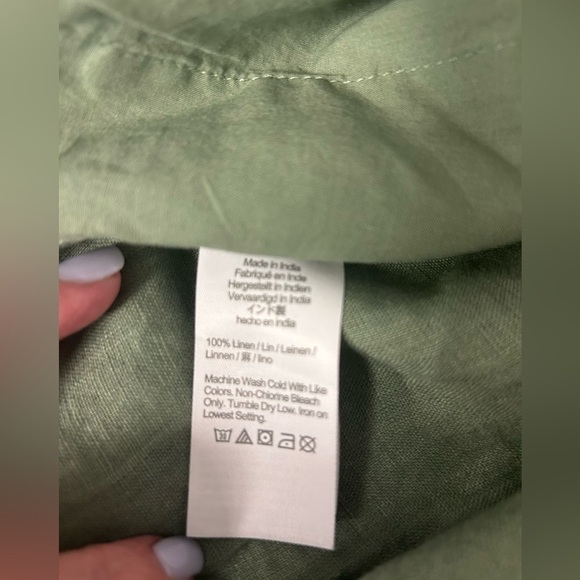 Made in India
Fabriqué en Inde
Hergestellt in Indien
Vervaardigd in India
インド製
hecho en india
100% Linen / Lin / Leinen /
Linnen / 麻 / lino
Machine Wash Cold With Like
Colors. Non-Chlorine Bleach
Only. Tumble Dry Low. Iron on
Lowest Setting.